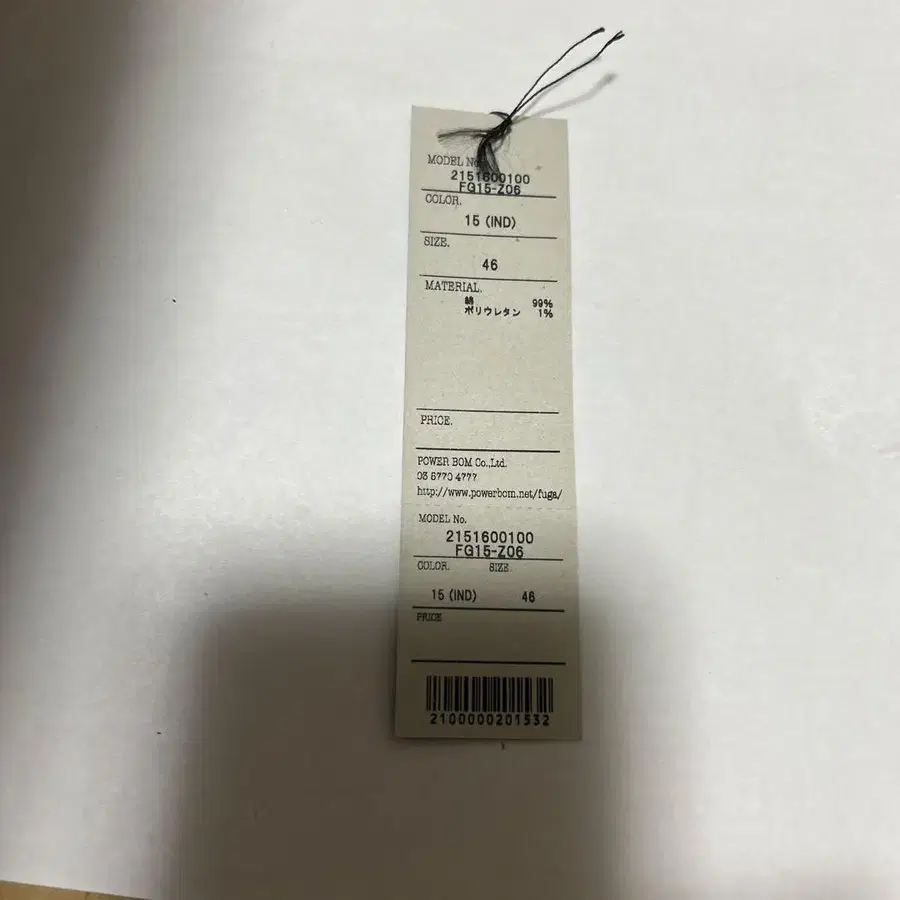 MODEL No
2151600100
FG15-Z06
COLOR.
15 (IND)
SIZE.
46
MATERIAL.
綿 99%
ポリウレタン 1%
PRICE.
POWER BOM Co.,Ltd.
03 5770 4777
http://www.powerbom.net/fuga/
MODEL No.
2151600100
FG15-Z06
COLOR. SIZE
15 (IND) 46
PRICE
2100000201532